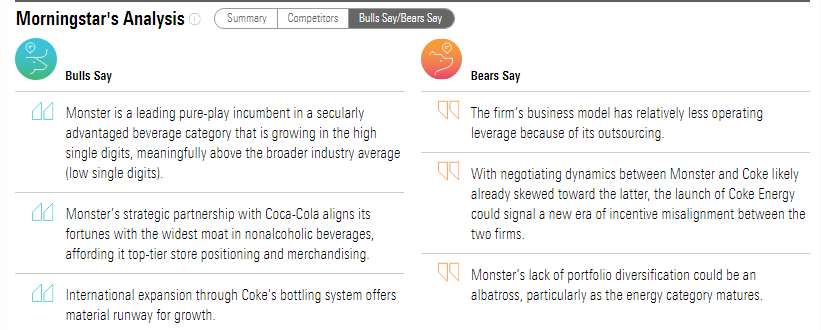 Morningstar's Analysis
Summary
Competitors
Bulls Say/Bears Say
Bulls Say
Monster is a leading pure-play incumbent in a secularly
advantaged beverage category that is growing in the high
single digits, meaningfully above the broader industry average
(low single digits).
Monster's strategic partnership with Coca-Cola aligns its
fortunes with the widest moat in nonalcoholic beverages,
affording it top-tier store positioning and merchandising.
International expansion through Coke's bottling system offers
material runway for growth.
Bears Say
The firm's business model has relatively less operating
leverage because of its outsourcing.
With negotiating dynamics between Monster and Coke likely
already skewed toward the latter, the launch of Coke Energy
could signal a new era of incentive misalignment between the
two firms.
Monster's lack of portfolio diversification could be an
albatross, particularly as the energy category matures.